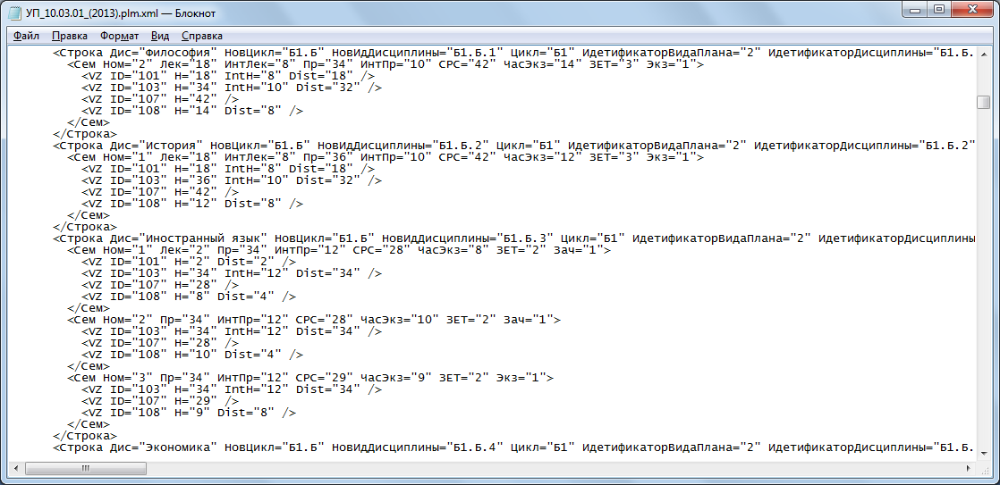 УП_10.03.01_(2013).plm.xml — Блокнот
Файл Правка Формат Вид Справка
<Строка Дис="Философия" НовЦикл="Б1.Б" НовИдДисциплины="Б1.Б.1" Цикл="Б1" ИдетификаторВидаПлана="2" ИдетификаторДисциплины="Б1.Б.
<Сем Ном="2" Лек="18" ИнтЛек="8" Пр="34" ИнтПр="10" СРС="42" ЧасЭкз="14" ЗЕТ="3" Экз="1">
<VZ ID="101" H="18" IntH="8" Dist="18" />
<VZ ID="103" H="34" IntH="10" Dist="32" />
<VZ ID="107" H="42" />
<VZ ID="108" H="14" Dist="8" />
</Сем>
</Строка>
<Строка Дис="История" НовЦикл="Б1.Б" НовИдДисциплины="Б1.Б.2" Цикл="Б1" ИдетификаторВидаПлана="2" ИдетификаторДисциплины="Б1.Б.2"
<Сем Ном="1" Лек="18" ИнтЛек="8" Пр="36" ИнтПр="10" СРС="42" ЧасЭкз="12" ЗЕТ="3" Экз="1">
<VZ ID="101" H="18" IntH="8" Dist="18" />
<VZ ID="103" H="36" IntH="10" Dist="32" />
<VZ ID="107" H="42" />
<VZ ID="108" H="12" Dist="8" />
</Сем>
</Строка>
<Строка Дис="Иностранный язык" НовЦикл="Б1.Б" НовИдДисциплины="Б1.Б.3" Цикл="Б1" ИдетификаторВидаПлана="2" ИдетификаторДисциплины
<Сем Ном="1" Лек="2" Пр="34" ИнтПр="12" СРС="28" ЧасЭкз="8" ЗЕТ="2" Зач="1">
<VZ ID="101" H="2" Dist="2" />
<VZ ID="103" H="34" IntH="12" Dist="34" />
<VZ ID="107" H="28" />
<VZ ID="108" H="8" Dist="4" />
</Сем>
<Сем Ном="2" Пр="34" ИнтПр="12" СРС="28" ЧасЭкз="10" ЗЕТ="2" Зач="1">
<VZ ID="103" H="34" IntH="12" Dist="34" />
<VZ ID="107" H="28" />
<VZ ID="108" H="10" Dist="4" />
</Сем>
<Сем Ном="3" Пр="34" ИнтПр="12" СРС="29" ЧасЭкз="9" ЗЕТ="2" Экз="1">
<VZ ID="103" H="34" IntH="12" Dist="34" />
<VZ ID="107" H="29" />
<VZ ID="108" H="9" Dist="8" />
</Сем>
</Строка>
<Строка Дис="Экономика" НовЦикл="Б1.Б" НовИдДисциплины="Б1.Б.4" Цикл="Б1" ИдетификаторВидаПлана="2" ИдетификаторДисциплины="Б1.Б.